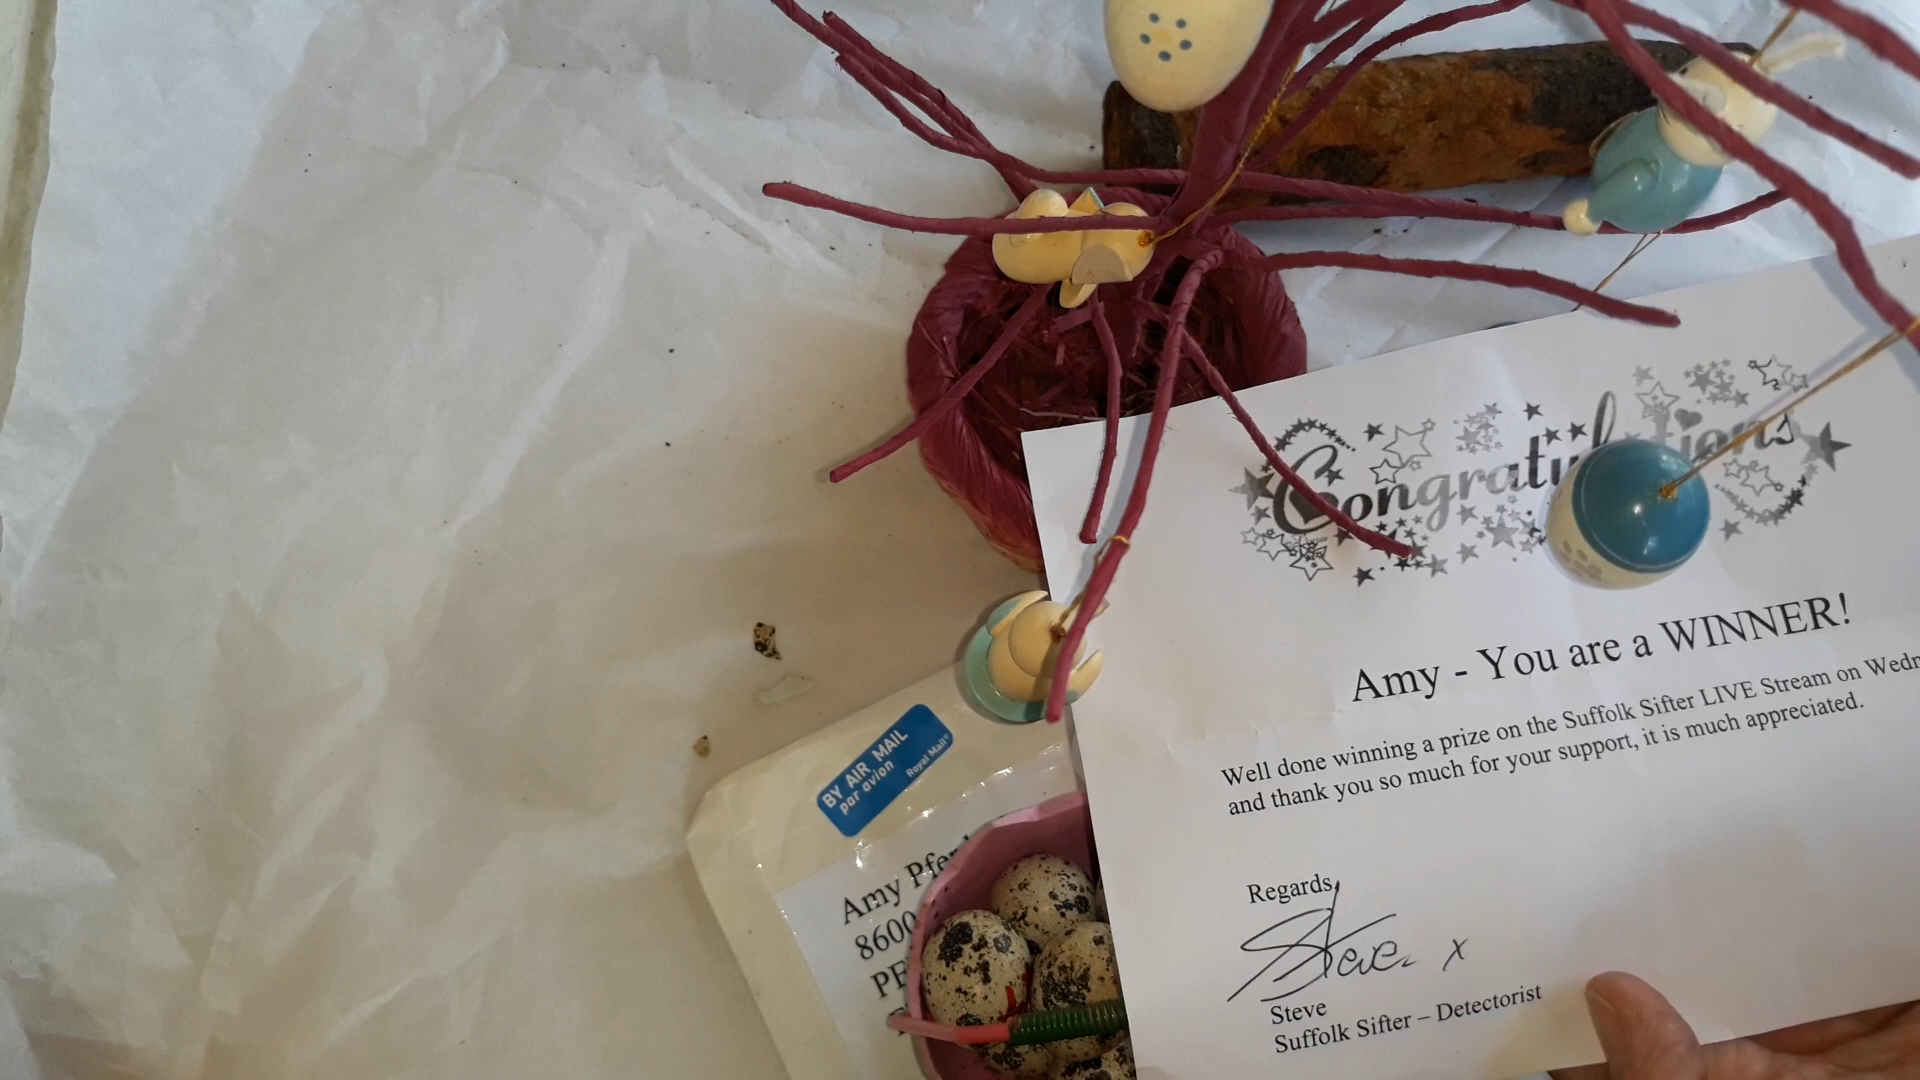 Congratulations
Amy - You are a WINNER!
Well done winning a prize on the Suffolk Sifter LIVE Stream on
and thank you so much for your support, it is much appreciated.
Regards,
Steve x
Steve
Suffolk Sifter – Detectorist
BY AIR MAIL
par avion
Royal Mail®
Amy
8600